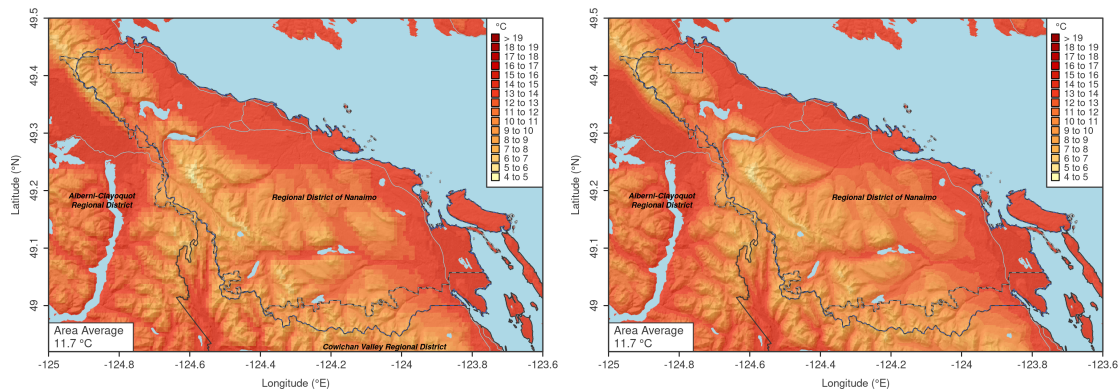 49.5
49.4
49.3
49.2
49.1
49
Latitude (°N)
°C
> 19
18 to 19
17 to 18
16 to 17
15 to 16
14 to 15
13 to 14
12 to 13
11 to 12
10 to 11
9 to 10
8 to 9
7 to 8
6 to 7
5 to 6
4 to 5
Alberni-Clayoquot
Regional District
Regional District of Nanaimo
Cowichan Valley Regional District
Area Average
11.7 °C
-125
-124.8
-124.6
-124.4
-124.2
-124
-123.8
-123.6
Longitude (°E)
49.5
49.4
49.3
49.2
49.1
49
Latitude (°N)
°C
> 19
18 to 19
17 to 18
16 to 17
15 to 16
14 to 15
13 to 14
12 to 13
11 to 12
10 to 11
9 to 10
8 to 9
7 to 8
6 to 7
5 to 6
4 to 5
Alberni-Clayoquot
Regional District
Regional District of Nanaimo
Area Average
11.7 °C
-125
-124.8
-124.6
-124.4
-124.2
-124
-123.8
-123.6
Longitude (°E)